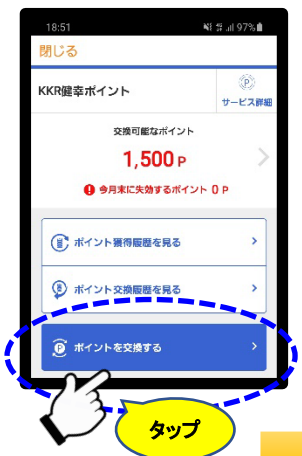 18:51 97%
閉じる
KKR健幸ポイント
P
サービス詳細
交換可能なポイント
1,500 P
! 今月末に失効するポイント 0 P
ポイント獲得履歴を見る
ポイント交換履歴を見る
P ポイントを交換する
タップ